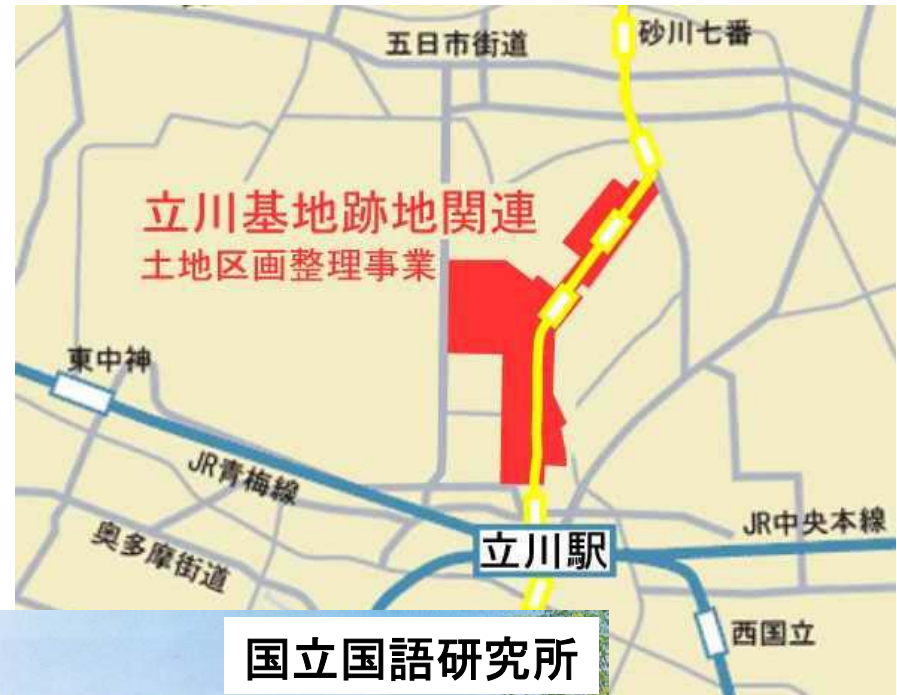 五日市街道
砂川七番
立川基地跡地関連
土地区画整理事業
東中神
JR青梅線
奥多摩街道
立川駅
JR中央本線
西国立
国立国語研究所